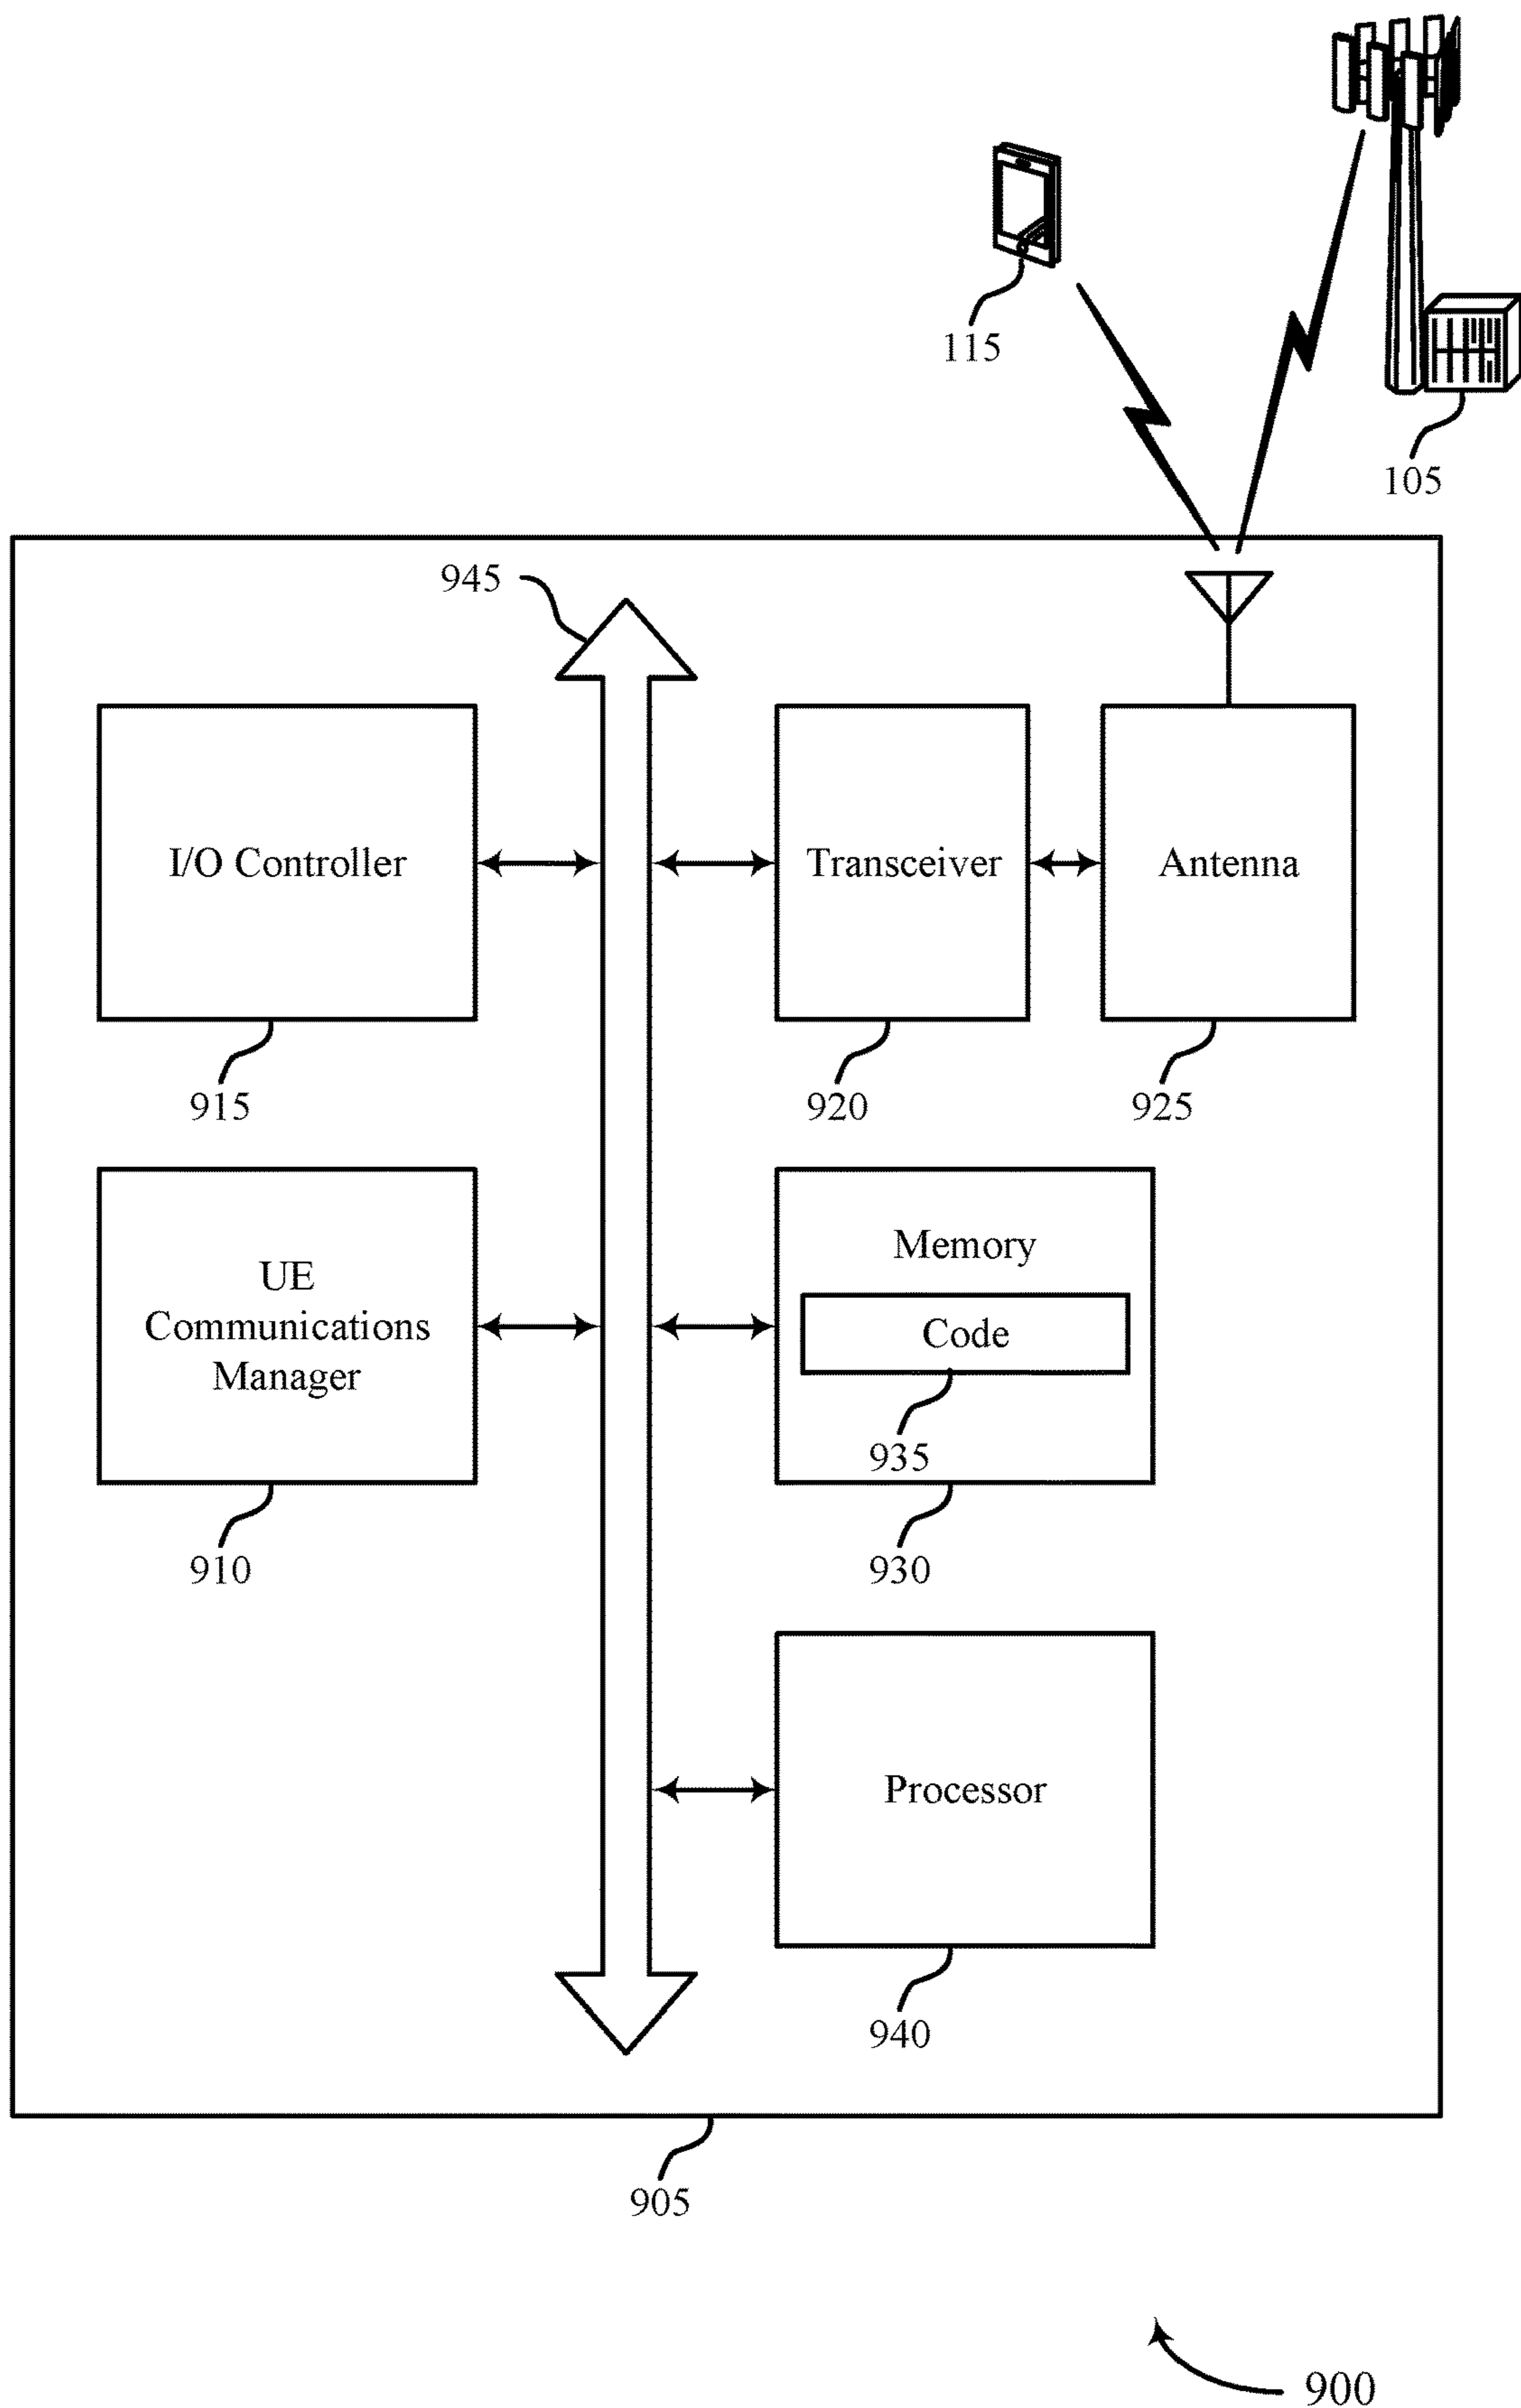 115
105
945
I/O Controller
Transceiver
Antenna
915
920
925
UE
Communications
Manager
Memory
Code
935
910
930
Processor
940
905
900